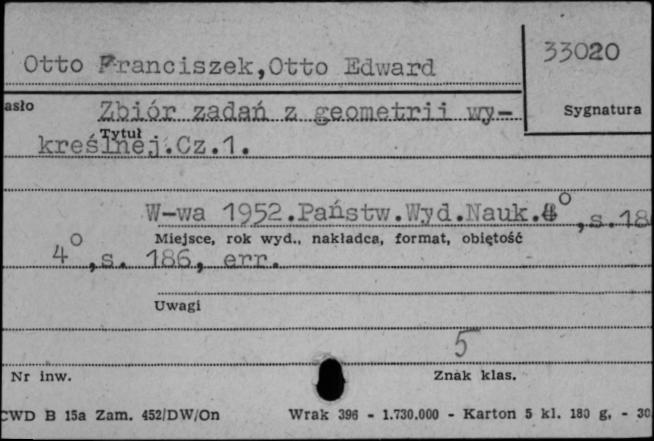 33020
Otto Franciszek,Otto Edward
asło
Sygnatura
Zbiór zadań z geometrii wy-
Tytuł
kreślnej.Cz.1.
W-wa 1952.Państw.Wyd.Nauk.4°,s.18
Miejsce, rok wyd., nakładca, format, objętość
4°,s. 186, err.
Uwagi
5
Nr inw.
Znak klas.
CWD B 15a Zam. 452/DW/On Wrak 396 - 1.730.000 - Karton 5 kl. 180 g. - 30